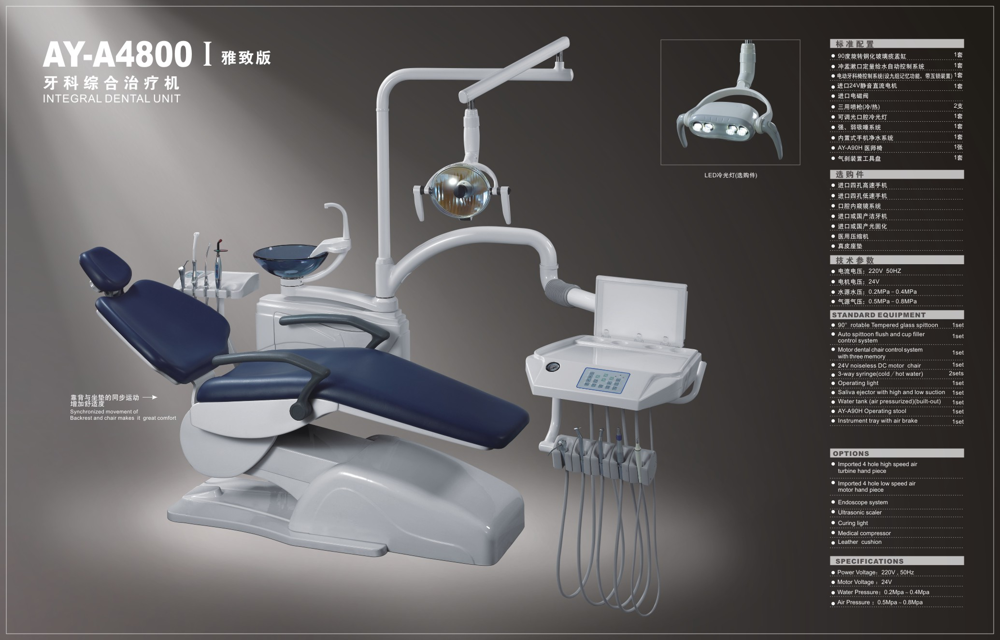 AY-A4800 I 雅致版
牙科综合治疗机
INTEGRAL DENTAL UNIT
靠背与坐垫的同步运动
增加舒适度
Synchronized movement of
Backrest and chair makes it great comfort
LED冷光灯(选购件)
标准配置
90度旋转钢化玻璃痰盂缸 1套
冲盂漱口定量给水自动控制系统 1套
电动牙科椅控制系统(设九组记忆功能，带互锁装置) 1套
进口24V静音直流电机 1套
进口电磁阀
三用喷枪(冷/热) 2支
可调光口腔冷光灯 1套
强、弱吸唾系统 1套
内置式手机净水系统 1套
AY-A90H 医师椅 1张
气刹装置工具盘 1套
选购件
进口四孔高速手机
进口四孔低速手机
口腔内窥镜系统
进口或国产洁牙机
进口或国产光固化
医用压缩机
真皮座垫
技术参数
电流电压：220V 50HZ
电机电压：24V
水源水压：0.2MPa－0.4MPa
气源气压：0.5MPa－0.8MPa
STANDARD EQUIPMENT
90° rotable Tempered glass spittoon 1set
Auto spittoon flush and cup filler
control system 1set
Motor dental chair control system
with three memory 1set
24V noiseless DC motor chair 1set
3-way syringe(cold／hot water) 2sets
Operating light 1set
Saliva ejector with high and low suction 1set
Water tank (air pressurized)(built-out) 1set
AY-A90H Operating stool 1set
Instrument tray with air brake 1set
OPTIONS
Imported 4 hole high speed air
turbine hand piece
Imported 4 hole low speed air
motor hand piece
Endoscope system
Ultrasonic scaler
Curing light
Medical compressor
Leather cushion
SPECIFICATIONS
Power Voltage：220V , 50Hz
Motor Voltage：24V
Water Pressure：0.2Mpa～0.4Mpa
Air Pressure：0.5Mpa～0.8Mpa